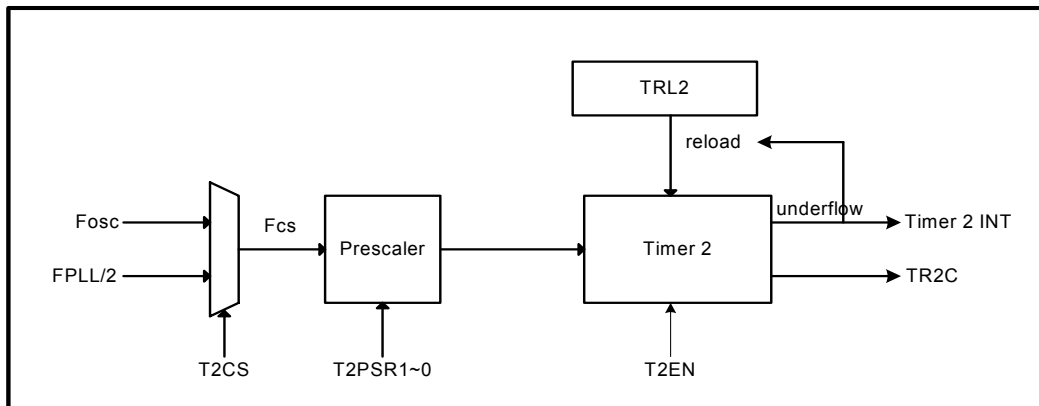 TRL2
reload
underflow
Fosc
Fcs
Prescaler
Timer 2
Timer 2 INT
FPLL/2
TR2C
T2CS
T2PSR1~0
T2EN